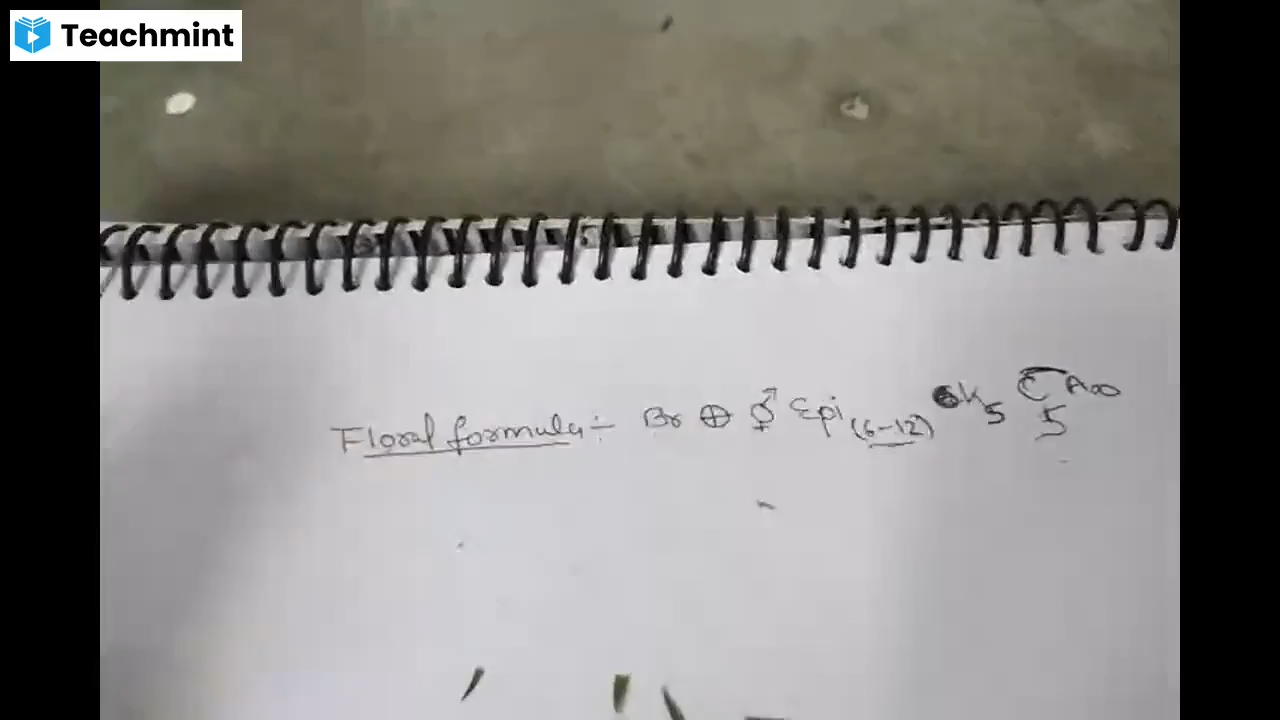 Teachmint
Floral formula ÷ Br ⊕ ⚥ Epi(6-12) K5 C5 A∞